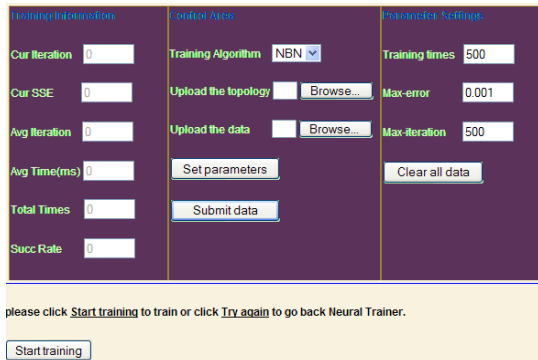 Training Information
Cur Iteration 0
Cur SSE 0
Avg Iteration 0
Avg Time(ms) 0
Total Times 0
Succ Rate 0
Control Area
Training Algorithm NBN
Upload the topology Browse...
Upload the data Browse...
Set parameters
Submit data
Parameter Settings
Training times 500
Max-error 0.001
Max-iteration 500
Clear all data
please click Start training to train or click Try again to go back Neural Trainer.
Start training